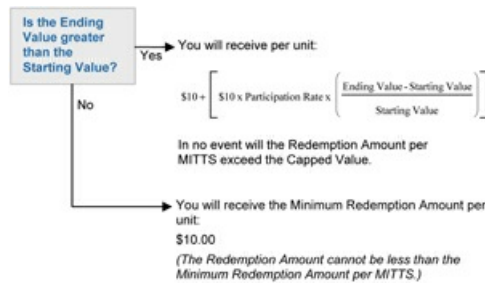 Is the Ending
Value greater
than the
Starting Value?
Yes
You will receive per unit:
$10 + [ $10 x Participation Rate x ( Ending Value - Starting Value / Starting Value ) ]
In no event will the Redemption Amount per
MITTS exceed the Capped Value.
No
You will receive the Minimum Redemption Amount per
unit:
$10.00
(The Redemption Amount cannot be less than the
Minimum Redemption Amount per MITTS.)